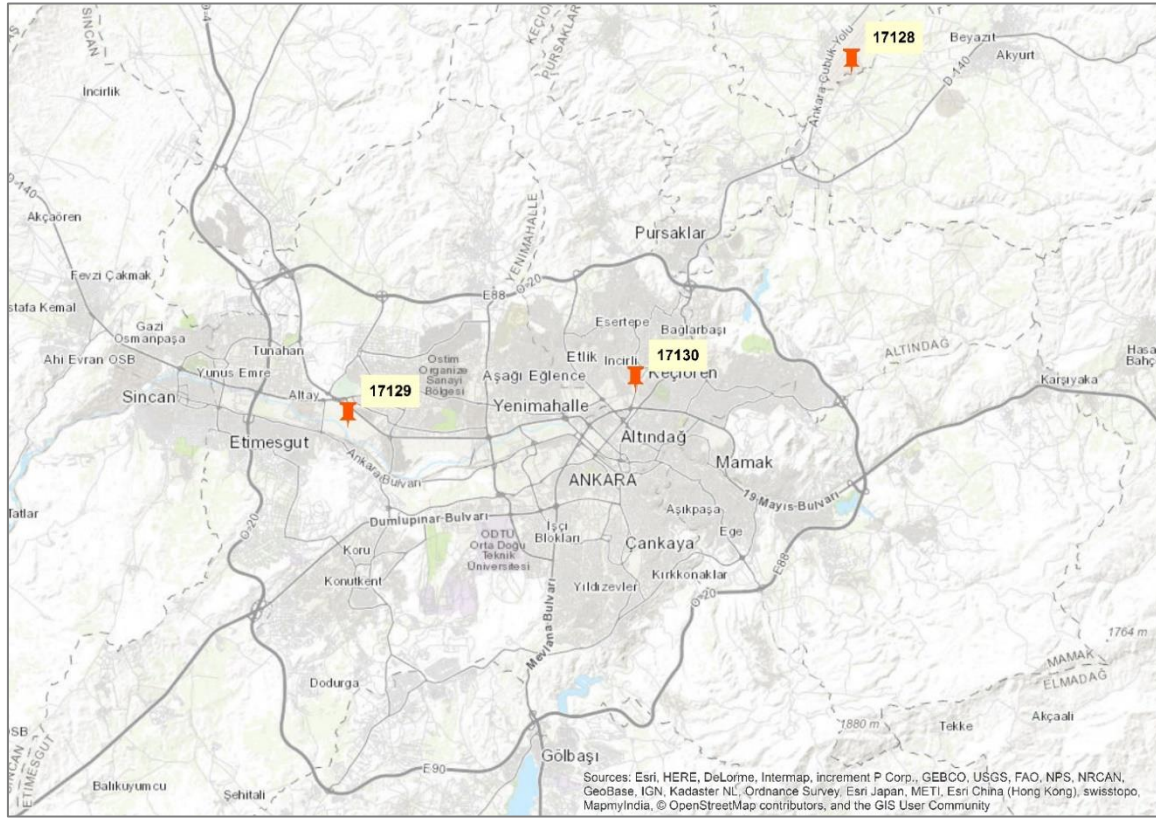 D-4
SİNCAN
İncirlik
KEÇİÖREN
PURSAKLAR
Ankara Çubuk Yolu
17128
Beyazıt
Akyurt
D-140
D-140
Akçaören
YENİMAHALLE
Pursaklar
Fevzi Çakmak
stafa Kemal
E88
O-20
Gazi
Osmanpaşa
Esertepe
Bağlarbaşı
Ahi Evran OSB
Tunahan
Ostim
Organize
Sanayi
Bölgesi
Etlik
İncirli
17130
ALTINDAĞ
Hasa
Bahç
Yunus Emre
Aşağı Eğlence
Keçiören
Karşıyaka
Sincan
Altay
17129
Yenimahalle
Etimesgut
Altındağ
Ankara Bulvarı
Mamak
ANKARA
19 Mayıs Bulvarı
Tatlar
Dumlupınar Bulvarı
Aşıkpaşa
O-20
ODTÜ
Orta Doğu
Teknik
Üniversitesi
İşçi
Blokları
Ege
Koru
Çankaya
E88
Konutkent
Yıldızevler
Kırkkonaklar
O-20
Mevlana Bulvarı
1764 m
MAMAK
ELMADAĞ
Dodurga
1880 m
Tekke
Akçaali
OSB
SİNCAN
ETİMESGUT
Gölbaşı
E90
Balıkuyumcu
Şehitali
Sources: Esri, HERE, DeLorme, Intermap, increment P Corp., GEBCO, USGS, FAO, NPS, NRCAN,
GeoBase, IGN, Kadaster NL, Ordnance Survey, Esri Japan, METI, Esri China (Hong Kong), swisstopo,
MapmyIndia, © OpenStreetMap contributors, and the GIS User Community